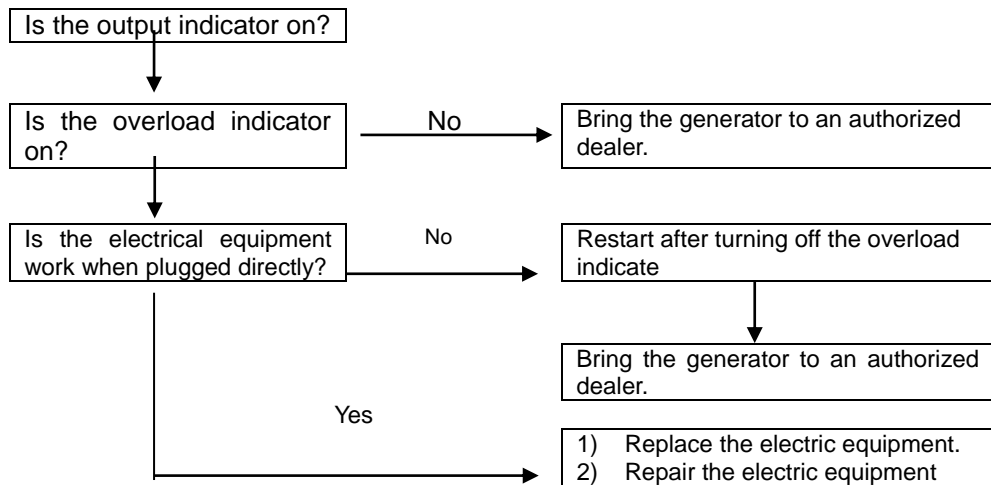 Is the output indicator on?
Is the overload indicator
on?
No
Bring the generator to an authorized
dealer.
Is the electrical equipment
work when plugged directly?
No
Restart after turning off the overload
indicate
Bring the generator to an authorized
dealer.
Yes
1) Replace the electric equipment.
2) Repair the electric equipment